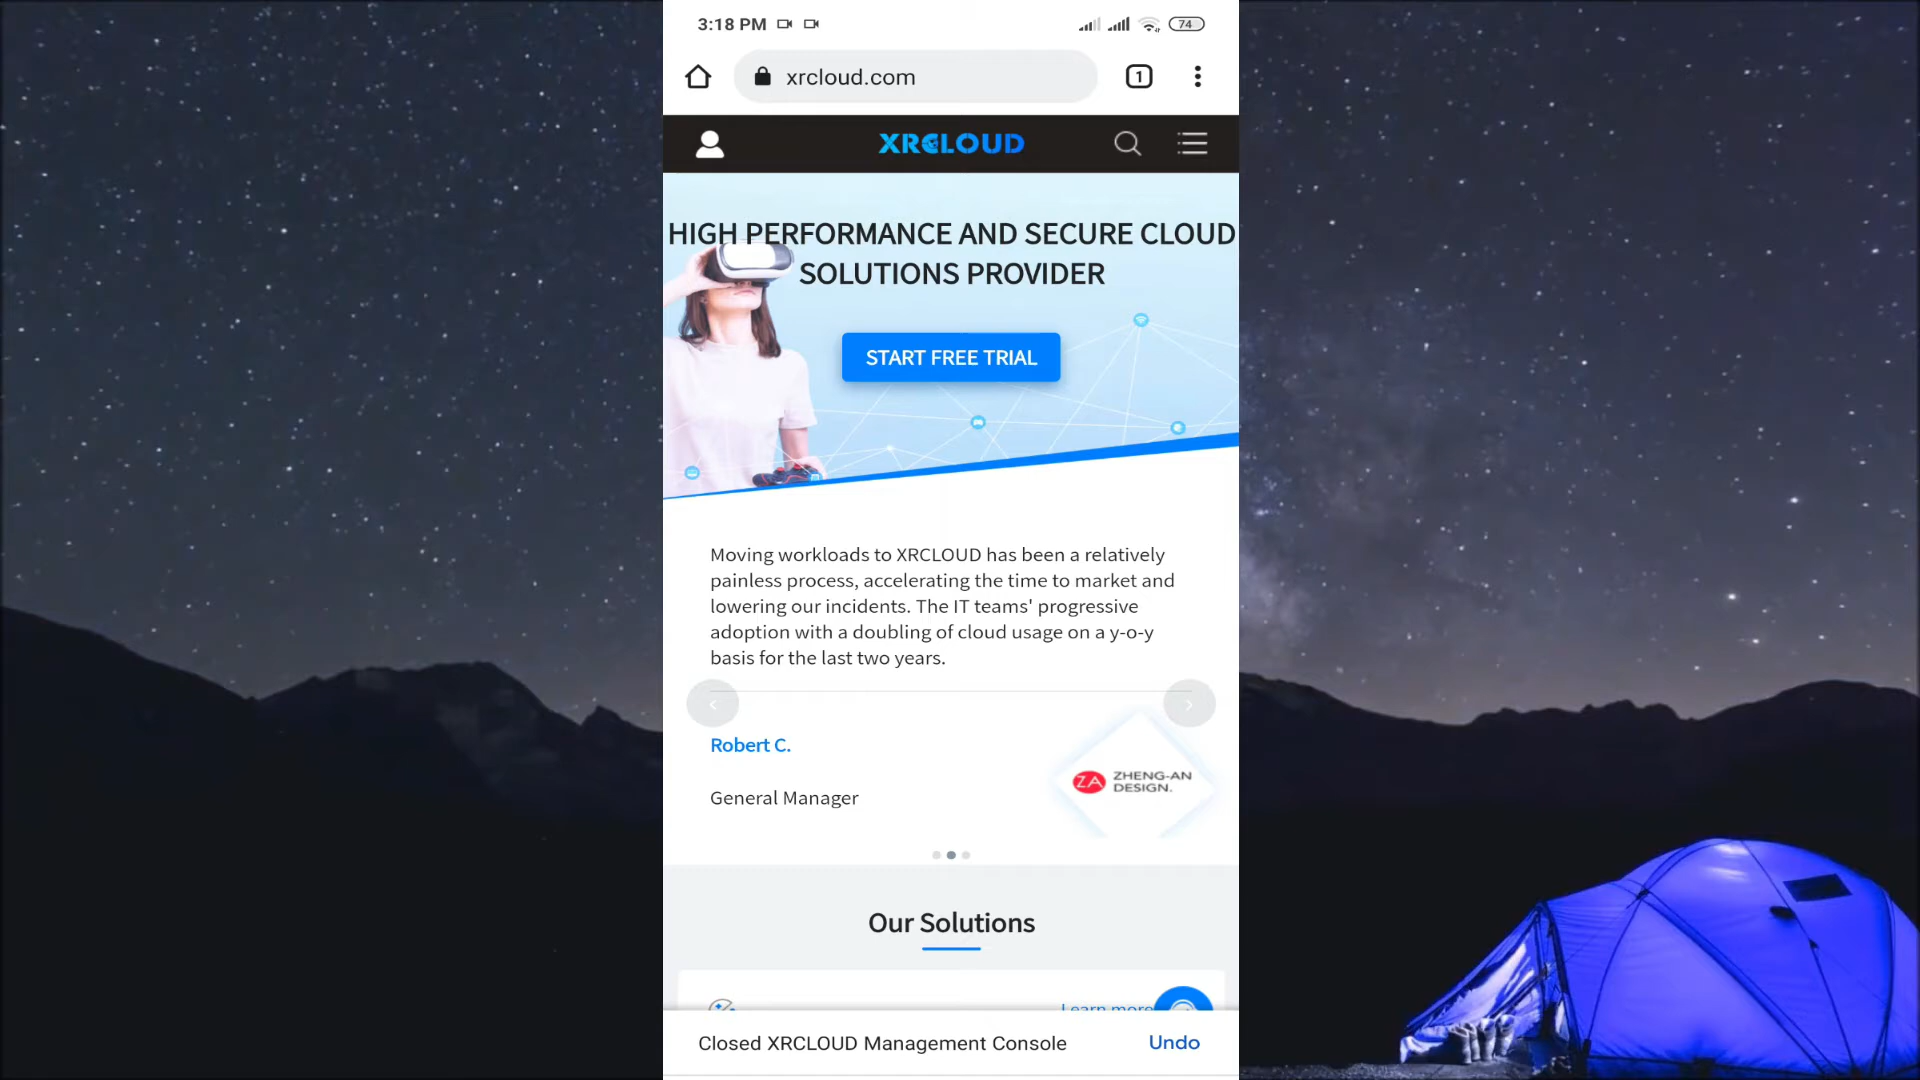 3:18 PM
74
xrcloud.com
1
XRCLOUD
HIGH PERFORMANCE AND SECURE CLOUD
SOLUTIONS PROVIDER
START FREE TRIAL
Moving workloads to XRCLOUD has been a relatively
painless process, accelerating the time to market and
lowering our incidents. The IT teams' progressive
adoption with a doubling of cloud usage on a y-o-y
basis for the last two years.
Robert C.
General Manager
ZA
ZHENG-AN
DESIGN.
Our Solutions
Learn more
Closed XRCLOUD Management Console
Undo